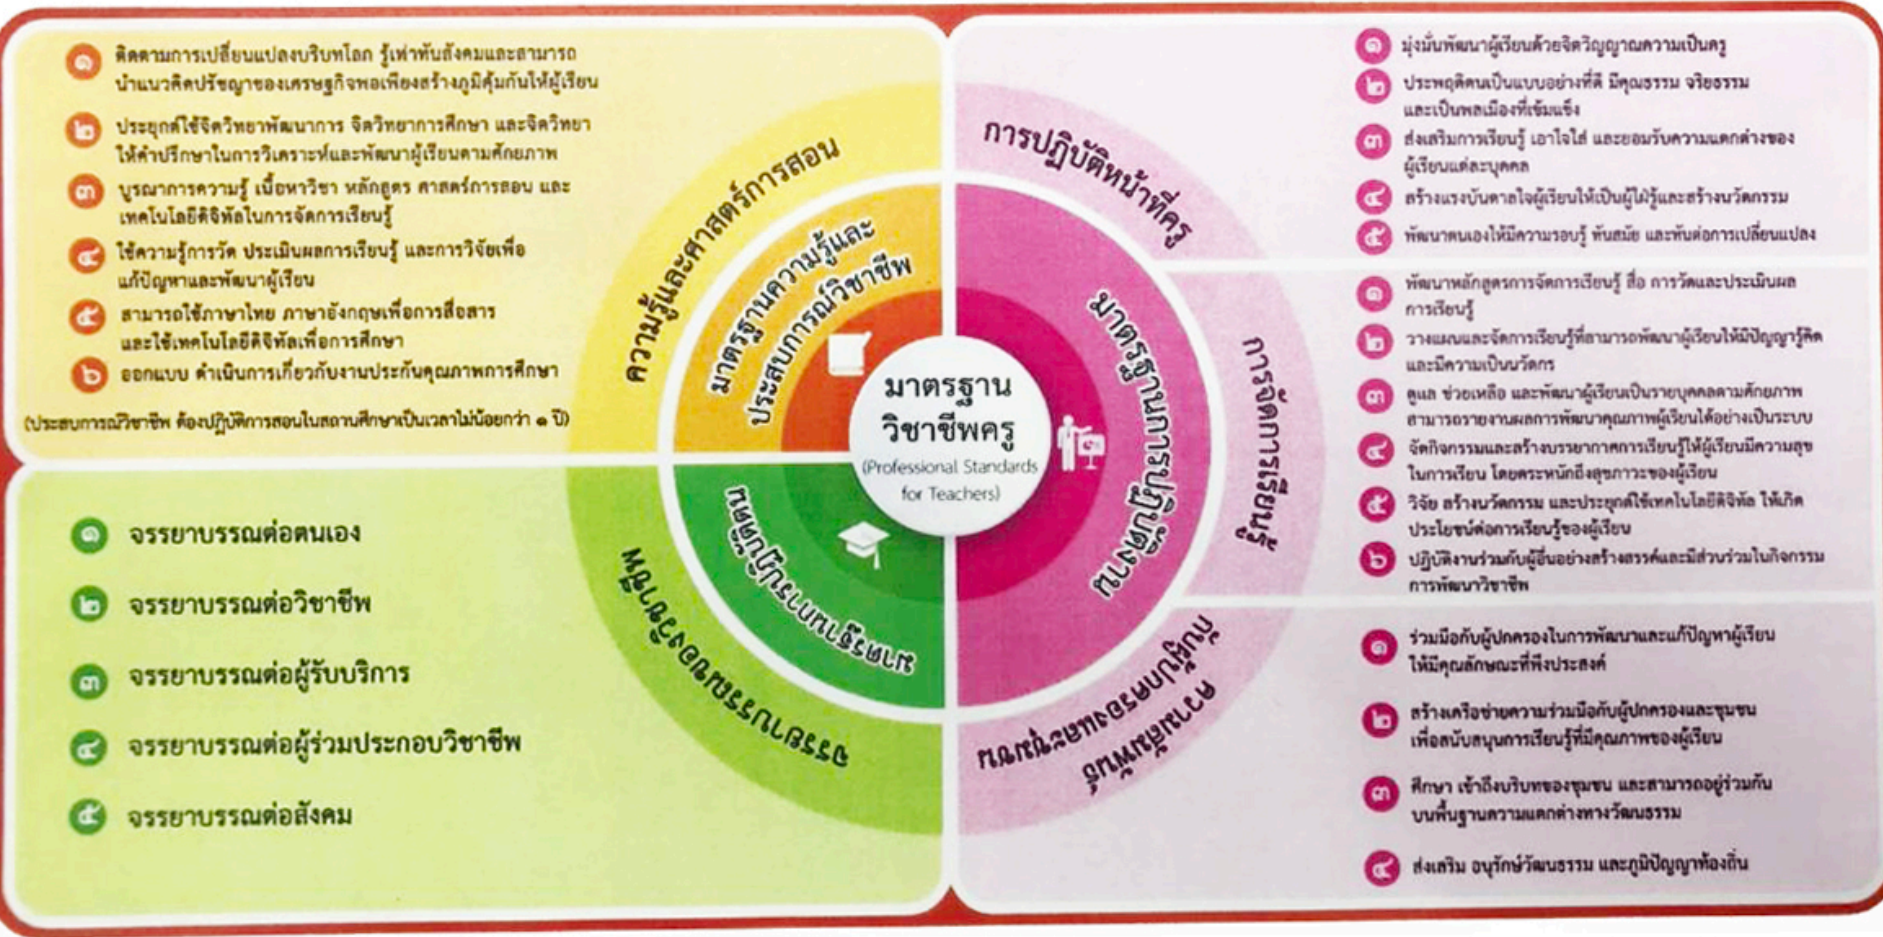 ๑ ติดตามการเปลี่ยนแปลงบริบทโลก รู้เท่าทันสังคมและสามารถ
นำแนวคิดปรัชญาของเศรษฐกิจพอเพียงสร้างภูมิคุ้มกันให้ผู้เรียน
๒ ประยุกต์ใช้จิตวิทยาพัฒนาการ จิตวิทยาการศึกษา และจิตวิทยา
ให้คำปรึกษาในการวิเคราะห์และพัฒนาผู้เรียนตามศักยภาพ
๓ บูรณาการความรู้ เนื้อหาวิชา หลักสูตร ศาสตร์การสอน และ
เทคโนโลยีดิจิทัลในการจัดการเรียนรู้
๔ ใช้ความรู้การวัด ประเมินผลการเรียนรู้ และการวิจัยเพื่อ
แก้ปัญหาและพัฒนาผู้เรียน
๕ สามารถใช้ภาษาไทย ภาษาอังกฤษเพื่อการสื่อสาร
และใช้เทคโนโลยีดิจิทัลเพื่อการศึกษา
๖ ออกแบบ ดำเนินการเกี่ยวกับงานประกันคุณภาพการศึกษา
(ประสบการณ์วิชาชีพ ต้องปฏิบัติการสอนในสถานศึกษาเป็นเวลาไม่น้อยกว่า ๑ ปี)
ความรู้และศาสตร์การสอน
มาตรฐานความรู้และ
ประสบการณ์วิชาชีพ
มาตรฐาน
วิชาชีพครู
(Professional Standards
for Teachers)
๑ จรรยาบรรณต่อตนเอง
๒ จรรยาบรรณต่อวิชาชีพ
๓ จรรยาบรรณต่อผู้รับบริการ
๔ จรรยาบรรณต่อผู้ร่วมประกอบวิชาชีพ
๕ จรรยาบรรณต่อสังคม
จรรยาบรรณของวิชาชีพ
มาตรฐานการปฏิบัติตน
มาตรฐานการปฏิบัติงาน
การปฏิบัติหน้าที่ครู
๑ มุ่งมั่นพัฒนาผู้เรียนด้วยจิตวิญญาณความเป็นครู
๒ ประพฤติตนเป็นแบบอย่างที่ดี มีคุณธรรม จริยธรรม
และเป็นพลเมืองที่เข้มแข็ง
๓ ส่งเสริมการเรียนรู้ เอาใจใส่ และยอมรับความแตกต่างของ
ผู้เรียนแต่ละบุคคล
๔ สร้างแรงบันดาลใจผู้เรียนให้เป็นผู้ใฝ่รู้และสร้างนวัตกรรม
๕ พัฒนาตนเองให้มีความรอบรู้ ทันสมัย และทันต่อการเปลี่ยนแปลง
การจัดการเรียนรู้
๑ พัฒนาหลักสูตรการจัดการเรียนรู้ สื่อ การวัดและประเมินผล
การเรียนรู้
๒ วางแผนและจัดการเรียนรู้ที่สามารถพัฒนาผู้เรียนให้มีปัญญารู้คิด
และมีความเป็นนวัตกร
๓ ดูแล ช่วยเหลือ และพัฒนาผู้เรียนเป็นรายบุคคลตามศักยภาพ
สามารถรายงานผลการพัฒนาคุณภาพผู้เรียนได้อย่างเป็นระบบ
๔ จัดกิจกรรมและสร้างบรรยากาศการเรียนรู้ให้ผู้เรียนมีความสุข
ในการเรียน โดยตระหนักถึงสุขภาวะของผู้เรียน
๕ วิจัย สร้างนวัตกรรม และประยุกต์ใช้เทคโนโลยีดิจิทัล ให้เกิด
ประโยชน์ต่อการเรียนรู้ของผู้เรียน
๖ ปฏิบัติงานร่วมกับผู้อื่นอย่างสร้างสรรค์และมีส่วนร่วมในกิจกรรม
การพัฒนาวิชาชีพ
ความสัมพันธ์
กับผู้ปกครองและชุมชน
๑ ร่วมมือกับผู้ปกครองในการพัฒนาและแก้ปัญหาผู้เรียน
ให้มีคุณลักษณะที่พึงประสงค์
๒ สร้างเครือข่ายความร่วมมือกับผู้ปกครองและชุมชน
เพื่อสนับสนุนการเรียนรู้ที่มีคุณภาพของผู้เรียน
๓ ศึกษา เข้าถึงบริบทของชุมชน และสามารถอยู่ร่วมกัน
บนพื้นฐานความแตกต่างทางวัฒนธรรม
๔ ส่งเสริม อนุรักษ์วัฒนธรรม และภูมิปัญญาท้องถิ่น